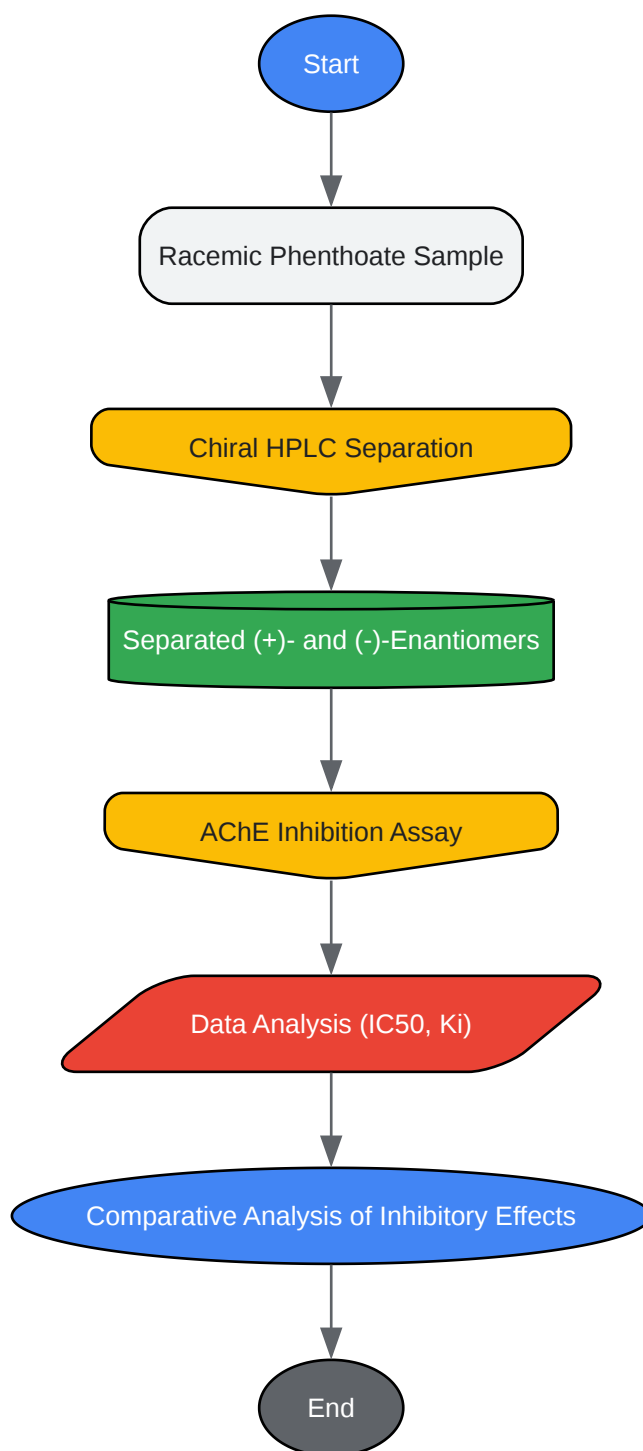 Start
Racemic Phenthoate Sample
Chiral HPLC Separation
Separated (+)- and (-)-Enantiomers
AChE Inhibition Assay
Data Analysis (IC50, Ki)
Comparative Analysis of Inhibitory Effects
End